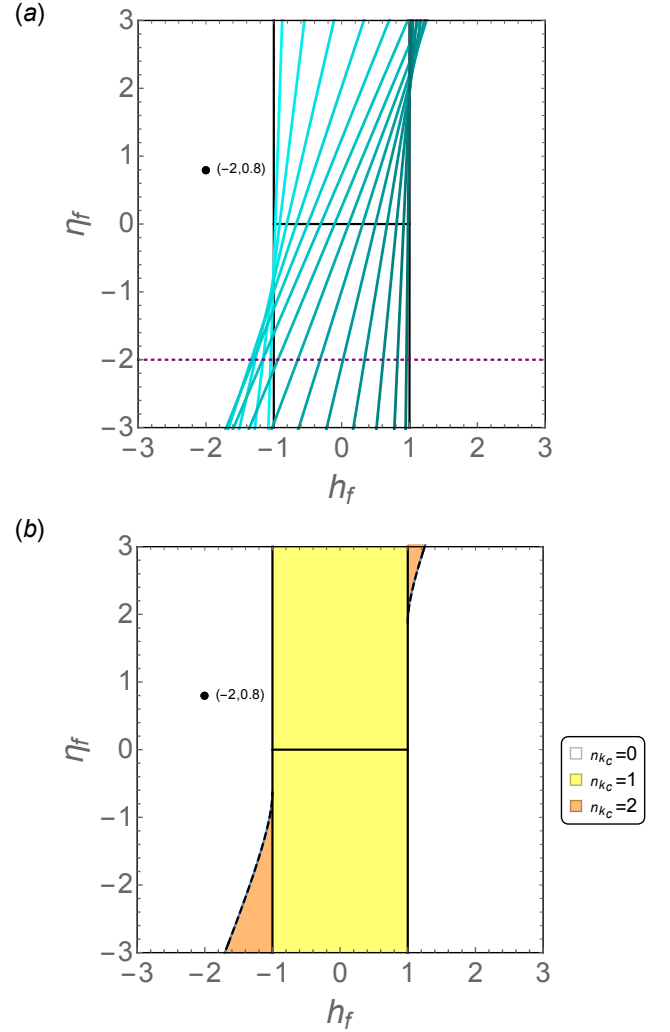 (a)
3
2
1
0
−1
−2
−3
η_f
(−2,0.8)
−3 −2 −1 0 1 2 3
h_f
(b)
3
2
1
0
−1
−2
−3
η_f
(−2,0.8)
n_{k_c}=0
n_{k_c}=1
n_{k_c}=2
−3 −2 −1 0 1 2 3
h_f